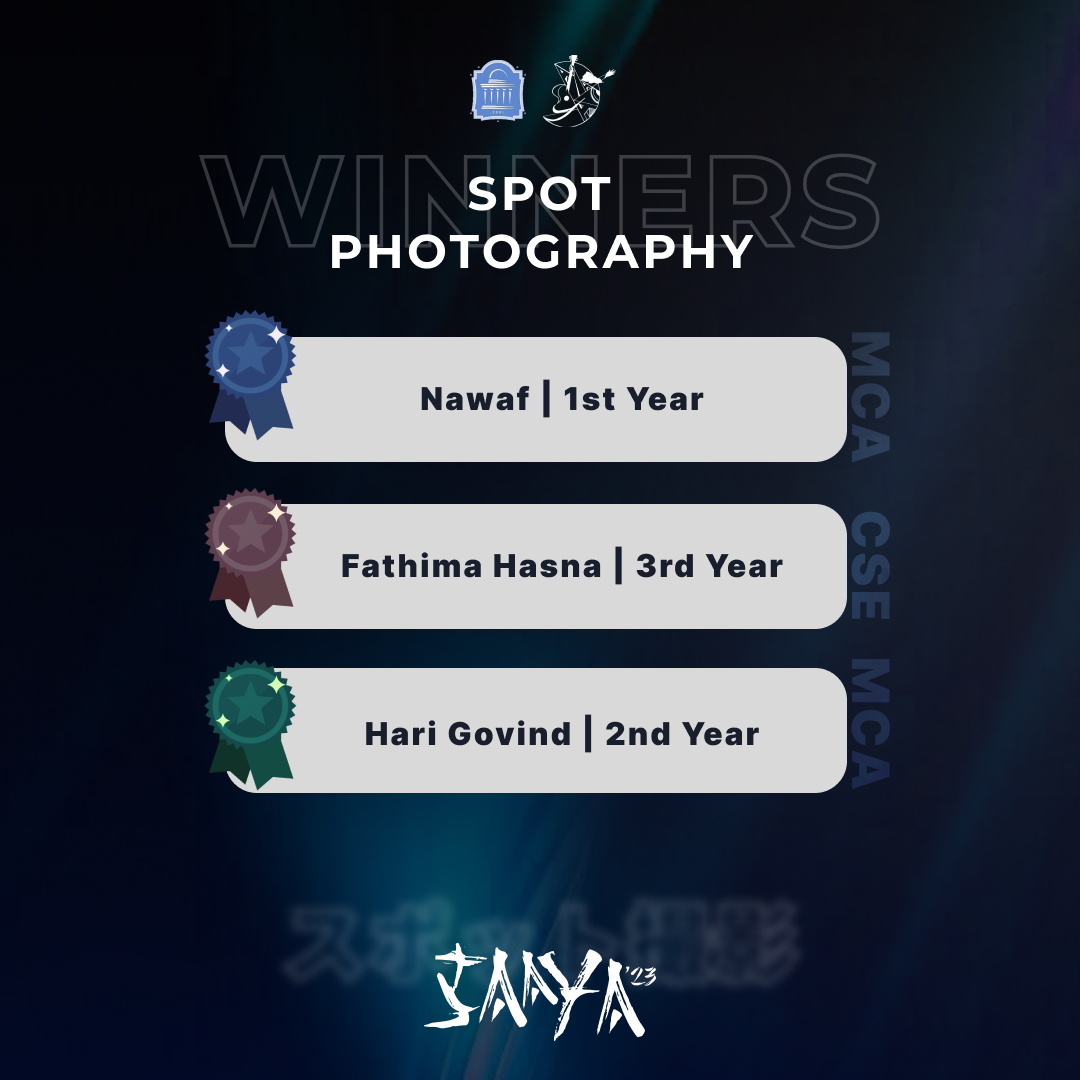 WINNERS
SPOT
PHOTOGRAPHY
Nawaf | 1st Year
MCA
Fathima Hasna | 3rd Year
CSE
Hari Govind | 2nd Year
MCA
スポット撮影
SAAYA '23